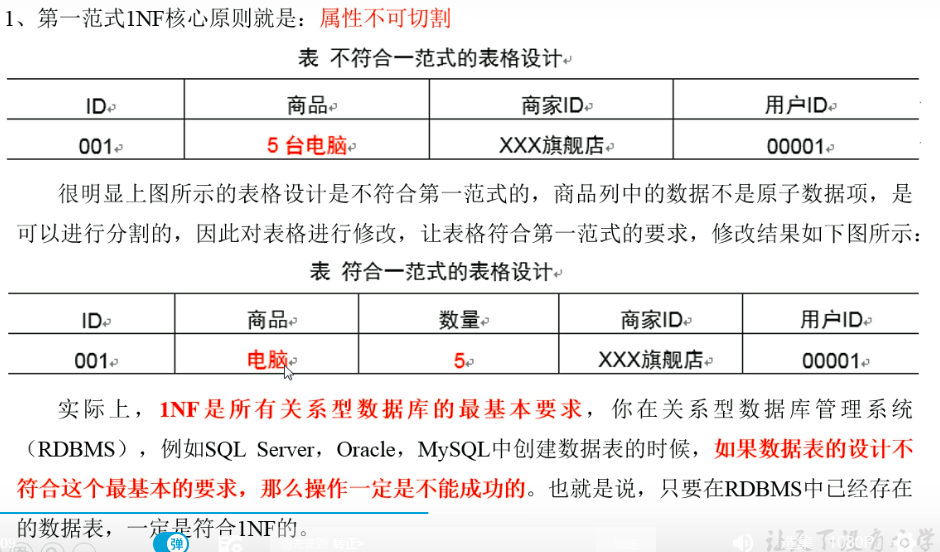 1、第一范式1NF核心原则就是：属性不可切割
表 不符合一范式的表格设计
ID 商品 商家ID 用户ID
001 5 台电脑 XXX旗舰店 00001
很明显上图所示的表格设计是不符合第一范式的，商品列中的数据不是原子数据项，是
可以进行分割的，因此对表格进行修改，让表格符合第一范式的要求，修改结果如下图所示：
表 符合一范式的表格设计
ID 商品 数量 商家ID 用户ID
001 电脑 5 XXX旗舰店 00001
实际上，1NF是所有关系型数据库的最基本要求，你在关系型数据库管理系统
（RDBMS），例如SQL Server，Oracle，MySQL中创建数据表的时候，如果数据表的设计不
符合这个最基本的要求，那么操作一定是不能成功的。也就是说，只要在RDBMS中已经存在
的数据表，一定是符合1NF的。
弹